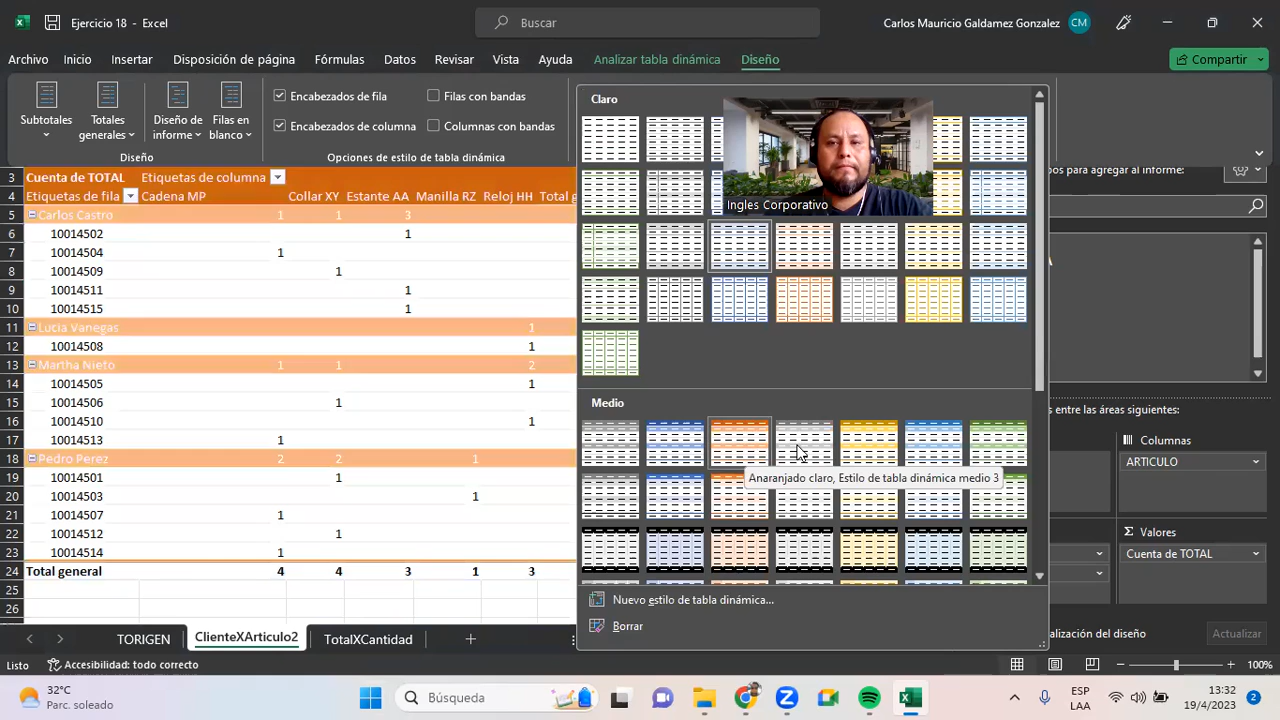 Ejercicio 18 - Excel
Buscar
Carlos Mauricio Galdamez Gonzalez
CM
Archivo Inicio Insertar Disposición de página Fórmulas Datos Revisar Vista Ayuda Analizar tabla dinámica Diseño
Compartir
Subtotales
Totales generales
Diseño de informe
Filas en blanco
Diseño
Encabezados de fila
Filas con bandas
Encabezados de columna
Columnas con bandas
Opciones de estilo de tabla dinámica
Claro
Ingles Corporativo
para agregar al informe:
3 Cuenta de TOTAL Etiquetas de columna
4 Etiquetas de fila Cadena MP Collar XY Estante AA Manilla RZ Reloj HH Total g
5 Carlos Castro 1 1 3
6 10014502 1
7 10014504 1
8 10014509 1
9 10014511 1
10 10014515 1
11 Lucia Vanegas 1
12 10014508 1
13 Martha Nieto 1 1 2
14 10014505 1
15 10014506 1
16 10014510 1
17 10014513 1
18 Pedro Perez 2 2 1
19 10014501 1
20 10014503 1
21 10014507 1
22 10014512 1
23 10014514 1
24 Total general 4 4 3 1 3
25
26
Medio
Anaranjado claro, Estilo de tabla dinámica medio 3
Nuevo estilo de tabla dinámica...
Borrar
entre las áreas siguientes:
Columnas
ARTICULO
Σ Valores
Cuenta de TOTAL
Actualizar
TORIGEN ClienteXArticulo2 TotalXCantidad
Listo Accesibilidad: todo correcto
100%
32°C
Parc. soleado
Búsqueda
ESP
LAA
13:32
19/4/2023
2